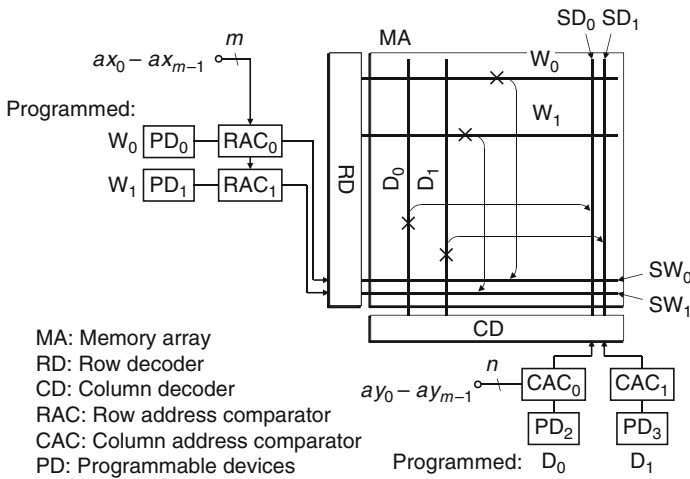 MA
SD₀ SD₁
m
ax₀ – axₘ₋₁
W₀
Programmed:
W₁
W₀ PD₀ RAC₀
W₁ PD₁ RAC₁
RD
D₀
D₁
SW₀
SW₁
CD
MA: Memory array
RD: Row decoder
CD: Column decoder
RAC: Row address comparator
CAC: Column address comparator
PD: Programmable devices
n
ay₀ – ayₘ₋₁
CAC₀ CAC₁
PD₂ PD₃
Programmed: D₀ D₁